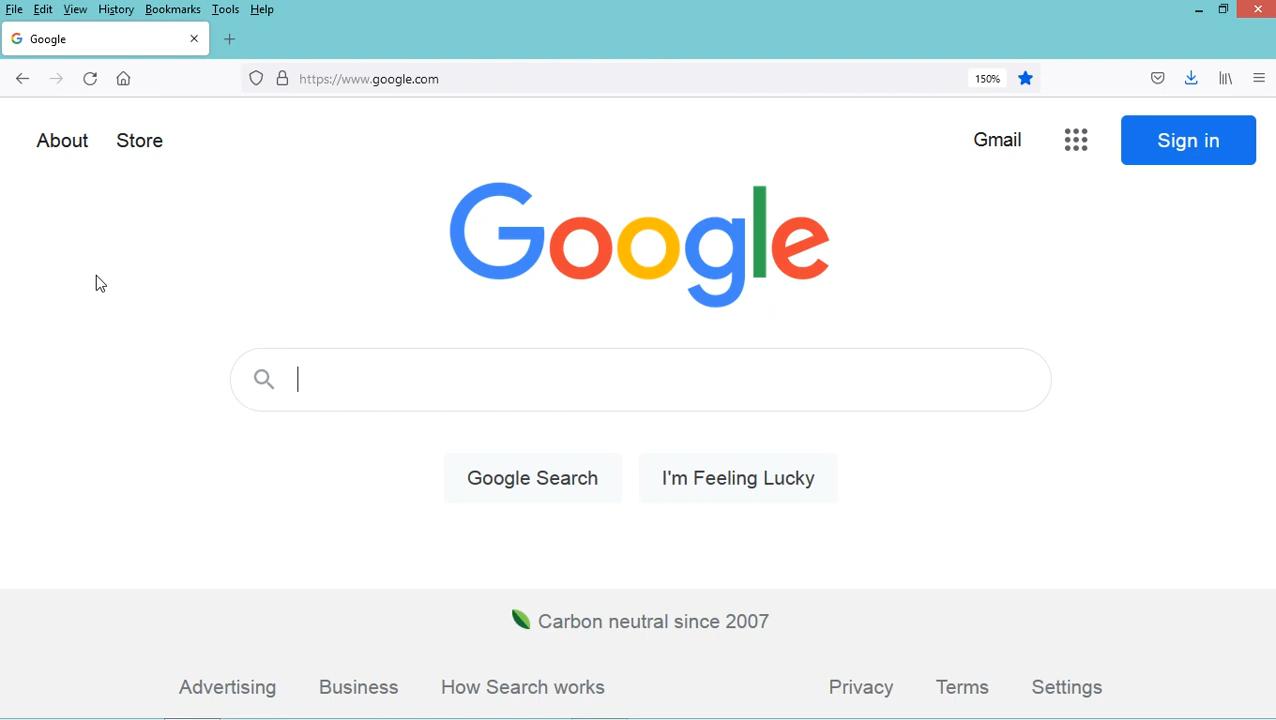 File Edit View History Bookmarks Tools Help
Google
https://www.google.com 150%
About Store Gmail Sign in
Google
Google Search I'm Feeling Lucky
Carbon neutral since 2007
Advertising Business How Search works Privacy Terms Settings